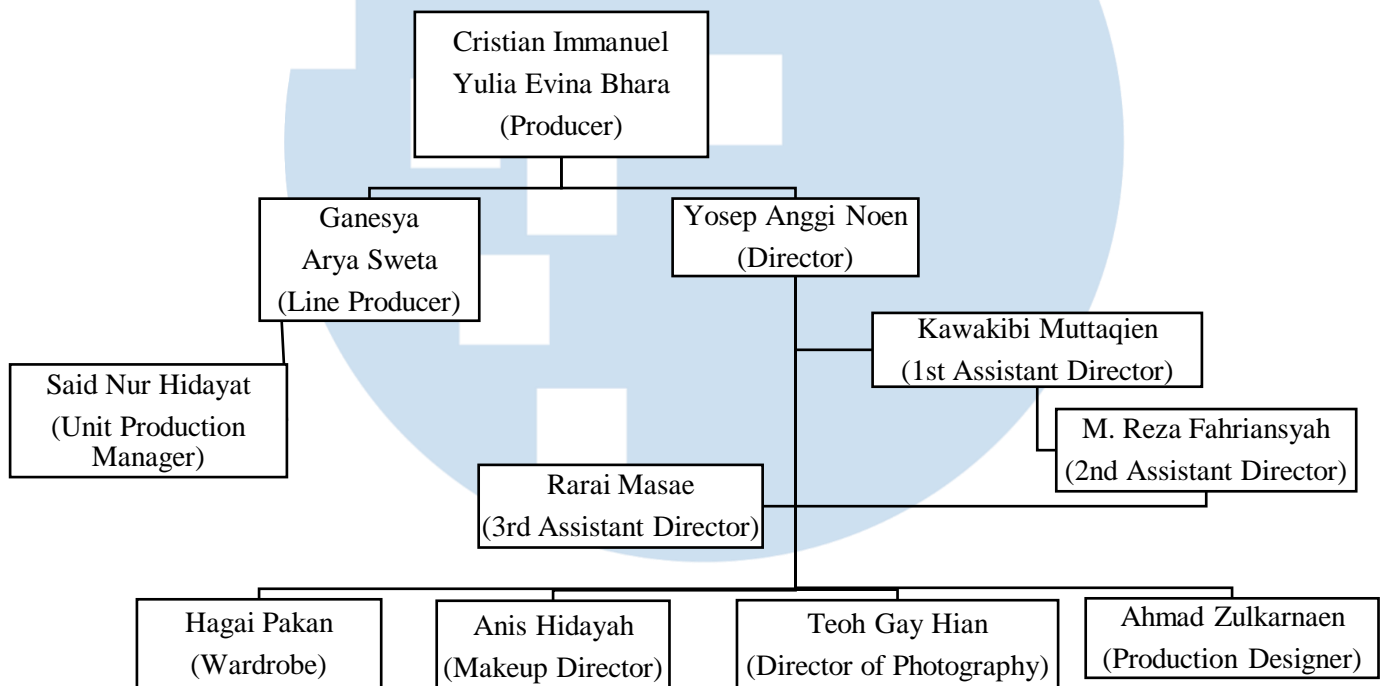 Cristian Immanuel
Yulia Evina Bhara
(Producer)
Ganesya
Arya Sweta
(Line Producer)
Yosep Anggi Noen
(Director)
Kawakibi Muttaqien
(1st Assistant Director)
Said Nur Hidayat
(Unit Production
Manager)
M. Reza Fahriansyah
(2nd Assistant Director)
Rarai Masae
(3rd Assistant Director)
Hagai Pakan
(Wardrobe)
Anis Hidayah
(Makeup Director)
Teoh Gay Hian
(Director of Photography)
Ahmad Zulkarnaen
(Production Designer)